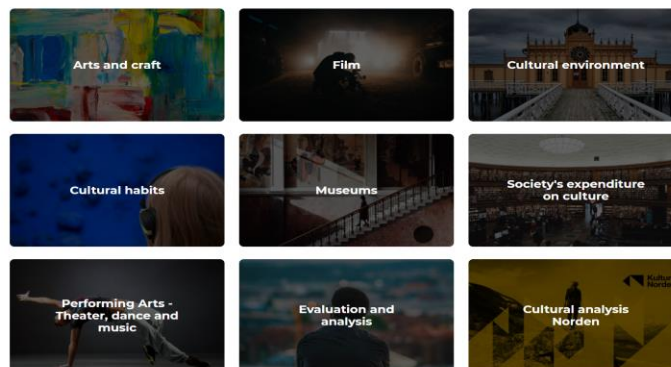 Arts and craft
Film
Cultural environment
Cultural habits
Museums
Society's expenditure
on culture
Performing Arts -
Theater, dance and
music
Evaluation and
analysis
Cultural analysis
Norden